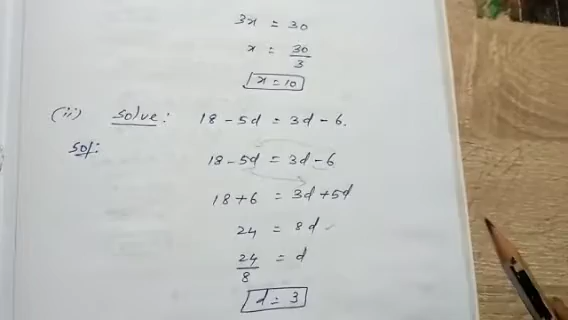 3x = 30
x = 30/3
x = 10
(ii) Solve: 18 - 5d = 3d - 6.
Sol:
18 - 5d = 3d - 6
18 + 6 = 3d + 5d
24 = 8d
24/8 = d
d = 3